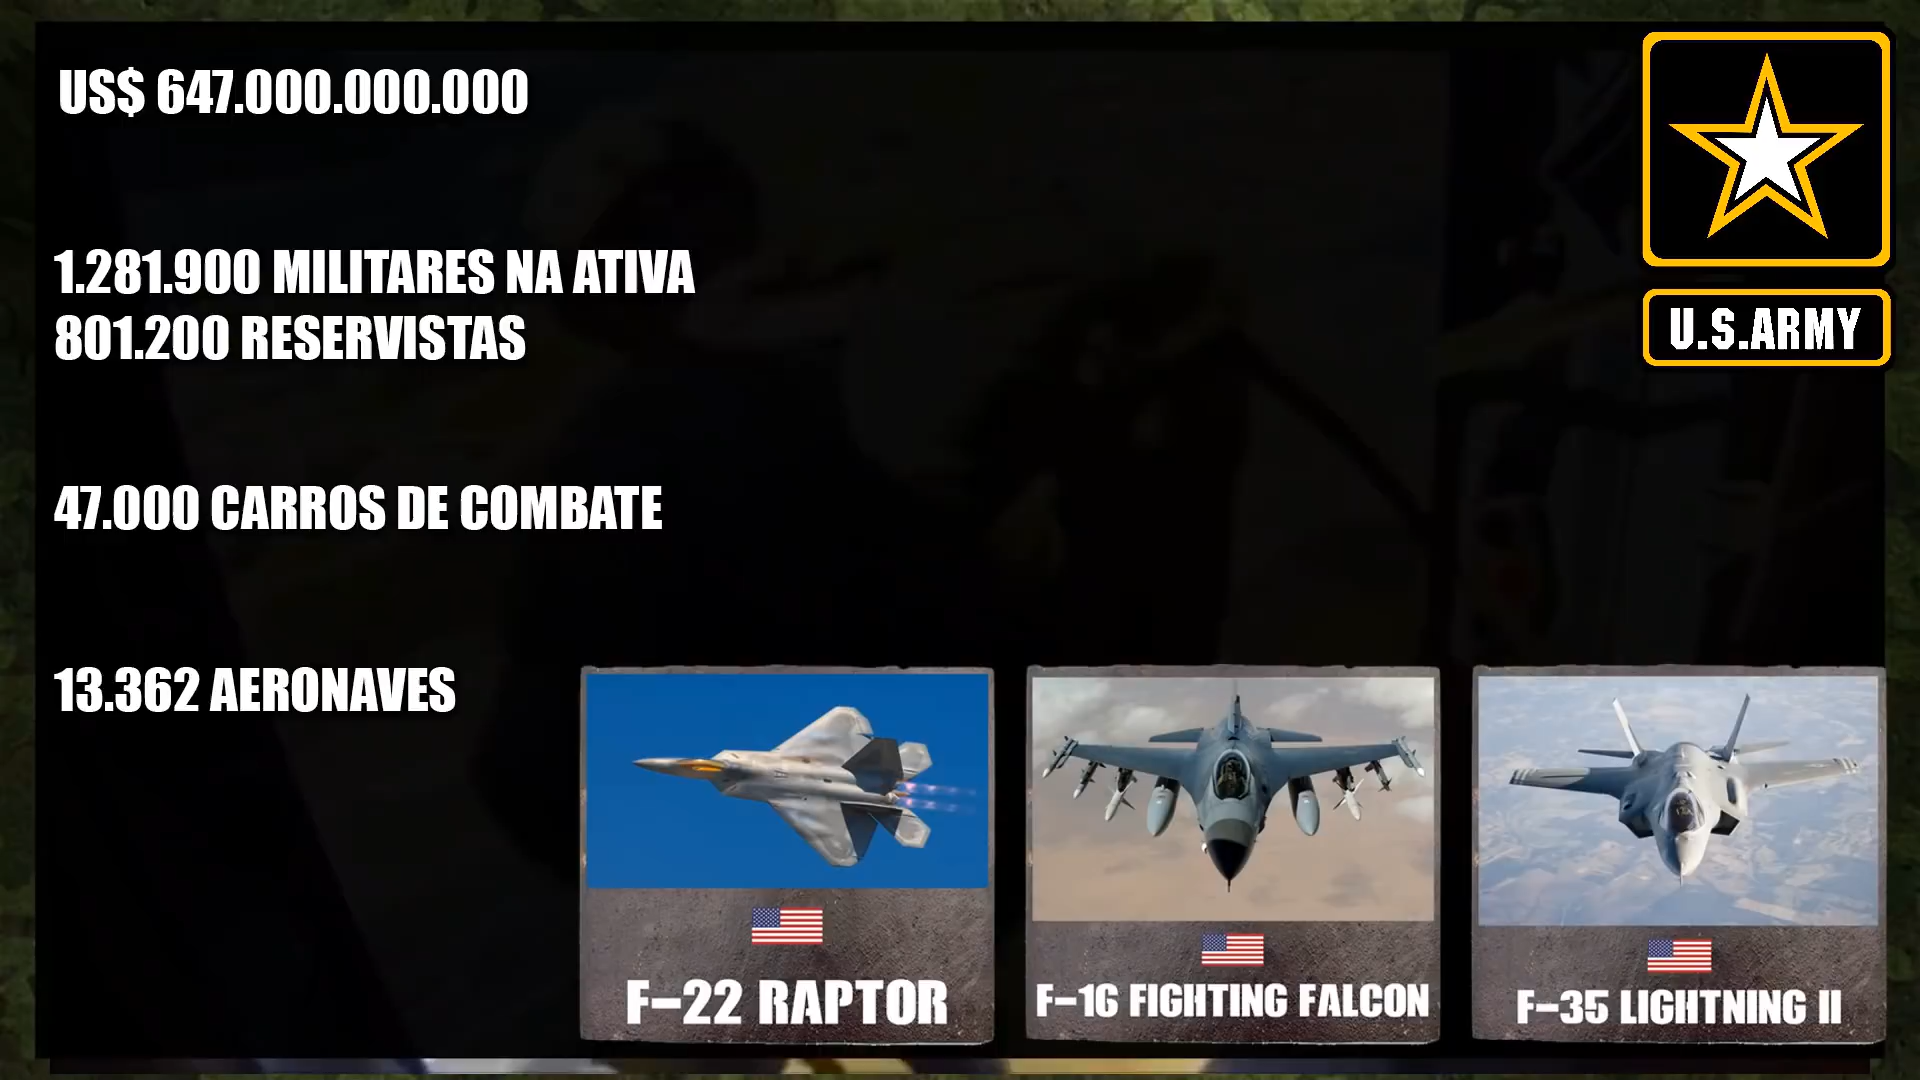 US$ 647.000.000.000
U.S.ARMY
1.281.900 MILITARES NA ATIVA
801.200 RESERVISTAS
47.000 CARROS DE COMBATE
13.362 AERONAVES
F-22 RAPTOR
F-16 FIGHTING FALCON
F-35 LIGHTNING II